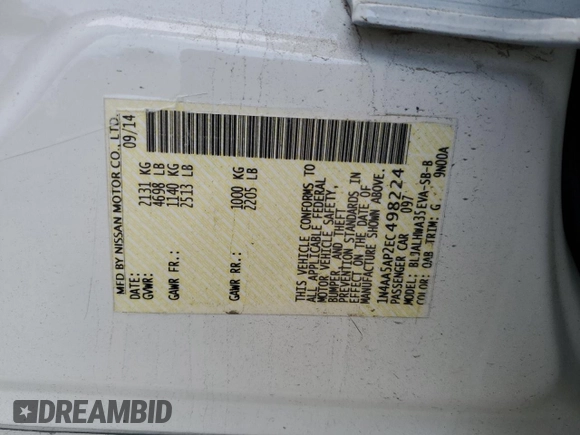 MFD BY NISSAN MOTOR CO., LTD.
DATE: 09/14
GVWR: 2131 KG
4698 LB
GAWR FR.: 1140 KG
2513 LB
GAWR RR.: 1000 KG
2205 LB
THIS VEHICLE CONFORMS TO
ALL APPLICABLE FEDERAL
MOTOR VEHICLE SAFETY,
BUMPER AND THEFT
PREVENTION STANDARDS IN
EFFECT ON THE DATE OF
MANUFACTURE SHOWN ABOVE.
1N4AA5AP2EC498224
PASSENGER CAR 097
MODEL: BLJALHWA35EVA-SB-B
COLOR: QAB TRIM: G 9N00A
DREAMBID